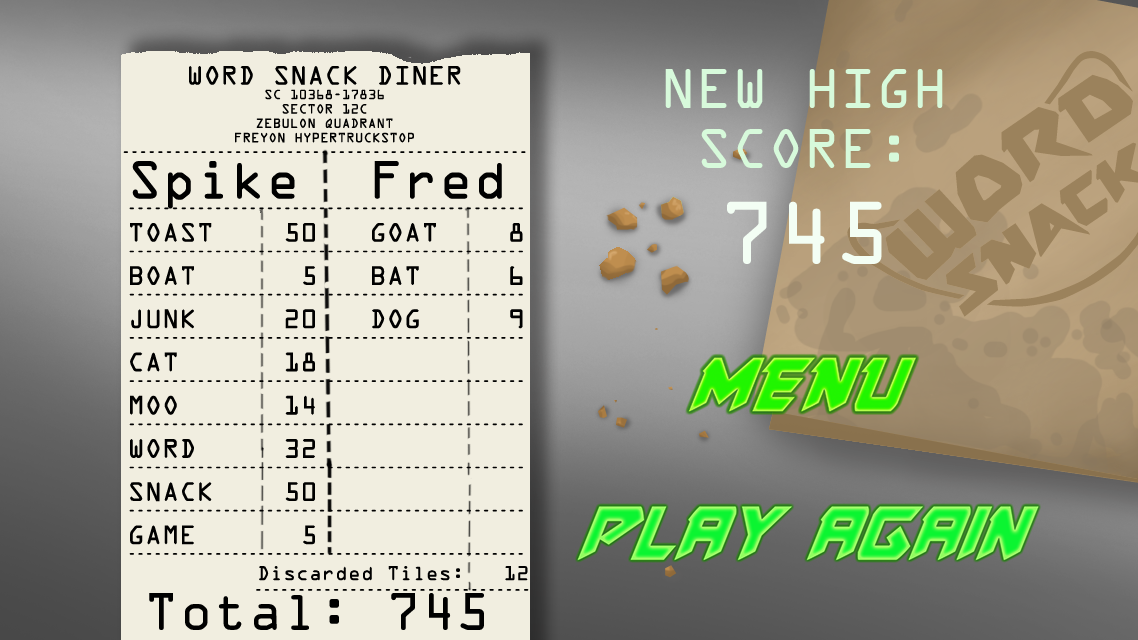 WORD SNACK DINER
SC 10368-17836
SECTOR 12C
ZEBULON QUADRANT
FREYON HYPERTRUCKSTOP
Spike Fred
TOAST 50 GOAT 8
BOAT 5 BAT 6
JUNK 20 DOG 9
CAT 18
MOO 14
WORD 32
SNACK 50
GAME 5
Discarded Tiles: 12
Total: 745
NEW HIGH
SCORE:
745
WORD
SNACK
MENU
PLAY AGAIN